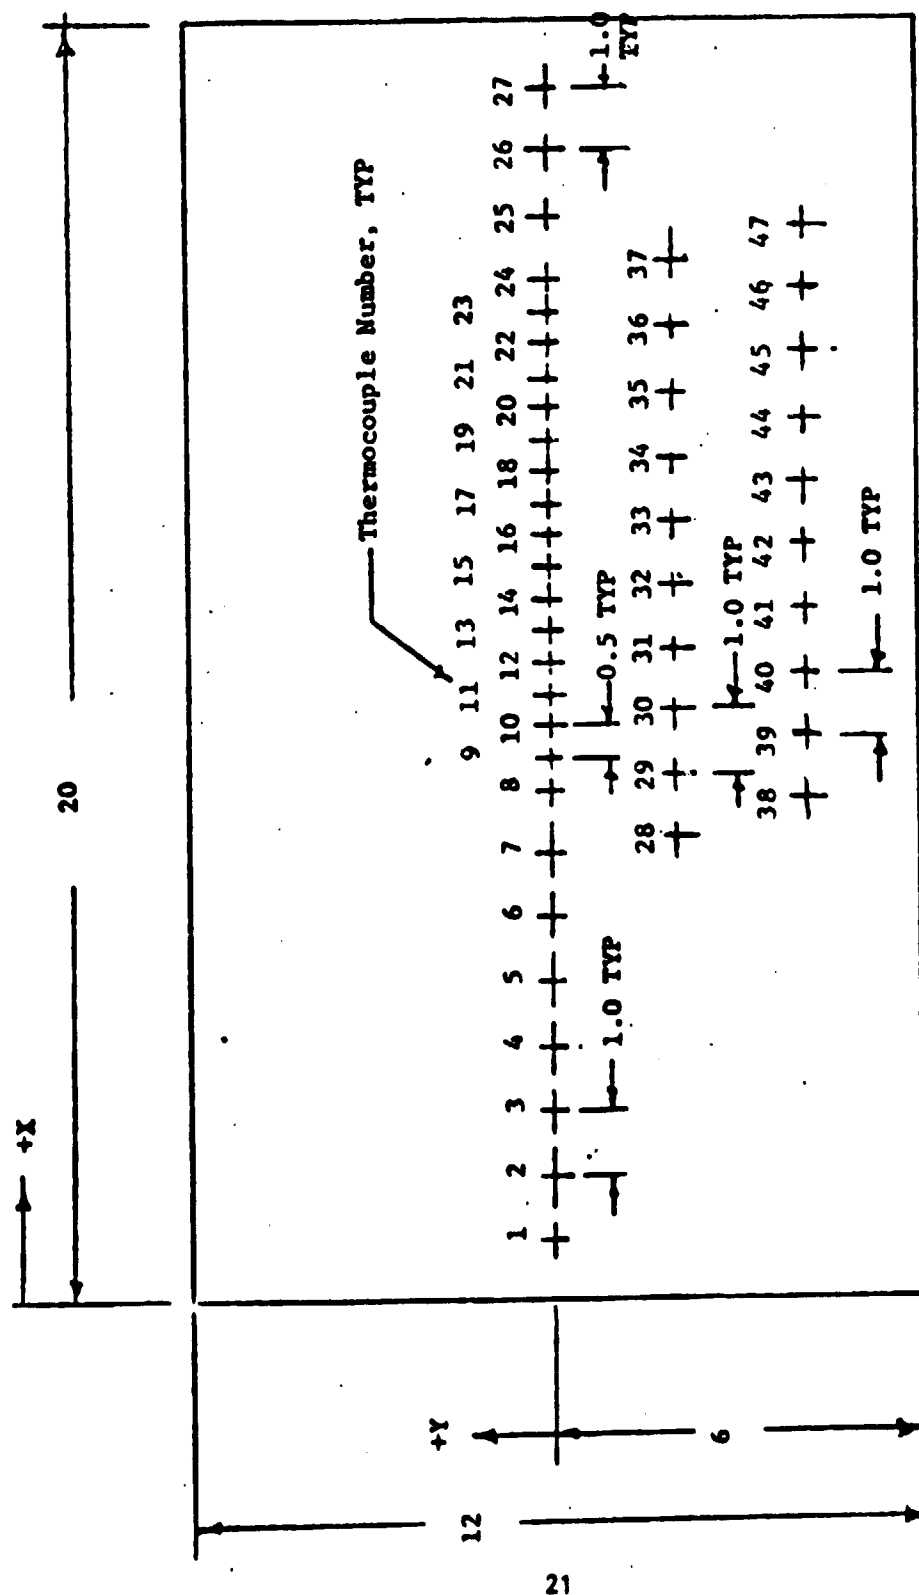 +X
20
Thermocouple Number, TYP
9 11 13 15 17 19 21 23
1 2 3 4 5 6 7 8 10 12 14 16 18 20 22 24 25 26 27
1.0 TYP
0.5 TYP
1.0
TYP
28 29 30 31 32 33 34 35 36 37
1.0 TYP
38 39 40 41 42 43 44 45 46 47
1.0 TYP
+Y
6
12
21